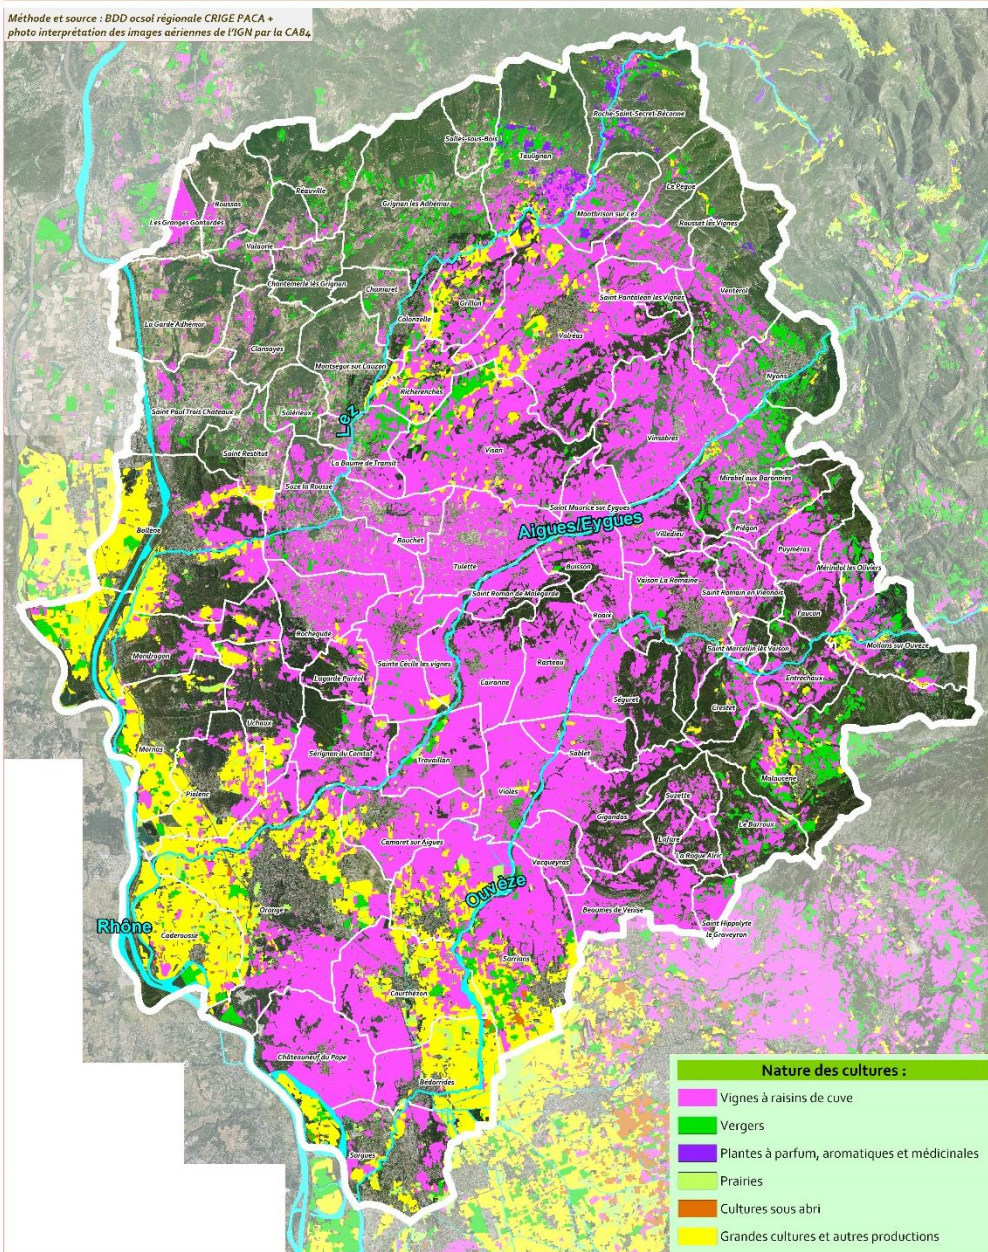 Méthode et source : BDD ocsol régionale CRIGE PACA +
photo interprétation des images aériennes de l'IGN par la CA84
Roche-Saint-Secret-Béconne
Salles-sous-Bois
Taulignan
Le Pègue
Réauville
Grignan les Adhémar
Roussas
Les Granges Gontardes
Montbrison sur Lez
Rousset les Vignes
Valaurie
Chantemerle lès Grignan
Chamaret
Venterol
Saint Pantaléon les Vignes
Grillon
Colonzelle
La Garde Adhémar
Valréas
Clansayes
Montségur sur Lauzon
Nyons
Richerenches
Saint Paul Trois Châteaux
Solérieux
Lez
Vinsobres
Visan
Saint Restitut
La Baume de Transit
Mirabel aux Baronnies
Suze la Rousse
Saint Maurice sur Eygues
Aigues/Eygues
Bollène
Villedieu
Piégon
Bouchet
Puyméras
Tulette
Buisson
Mérindol les Oliviers
Vaison La Romaine
Saint Roman de Malegarde
Saint Romain en Viennois
Faucon
Roaix
Rochegude
Mollans sur Ouvèze
Saint Marcellin lès Vaison
Mondragon
Sainte Cécile les vignes
Rasteau
Lagarde Paréol
Cairanne
Entrechaux
Séguret
Crestet
Uchaux
Mornas
Sérignan du Comtat
Sablet
Travaillan
Malaucène
Piolenc
Violès
Suzette
Gigondas
Le Barroux
Lafare
Camaret sur Aigues
La Roque Alric
Vacqueyras
Ouvèze
Orange
Beaumes de Venise
Saint Hippolyte
le Graveyron
Rhône
Caderousse
Sarrians
Courthézon
Châteauneuf du Pape
Bédarrides
Sorgues
Nature des cultures :
Vignes à raisins de cuve
Vergers
Plantes à parfum, aromatiques et médicinales
Prairies
Cultures sous abri
Grandes cultures et autres productions